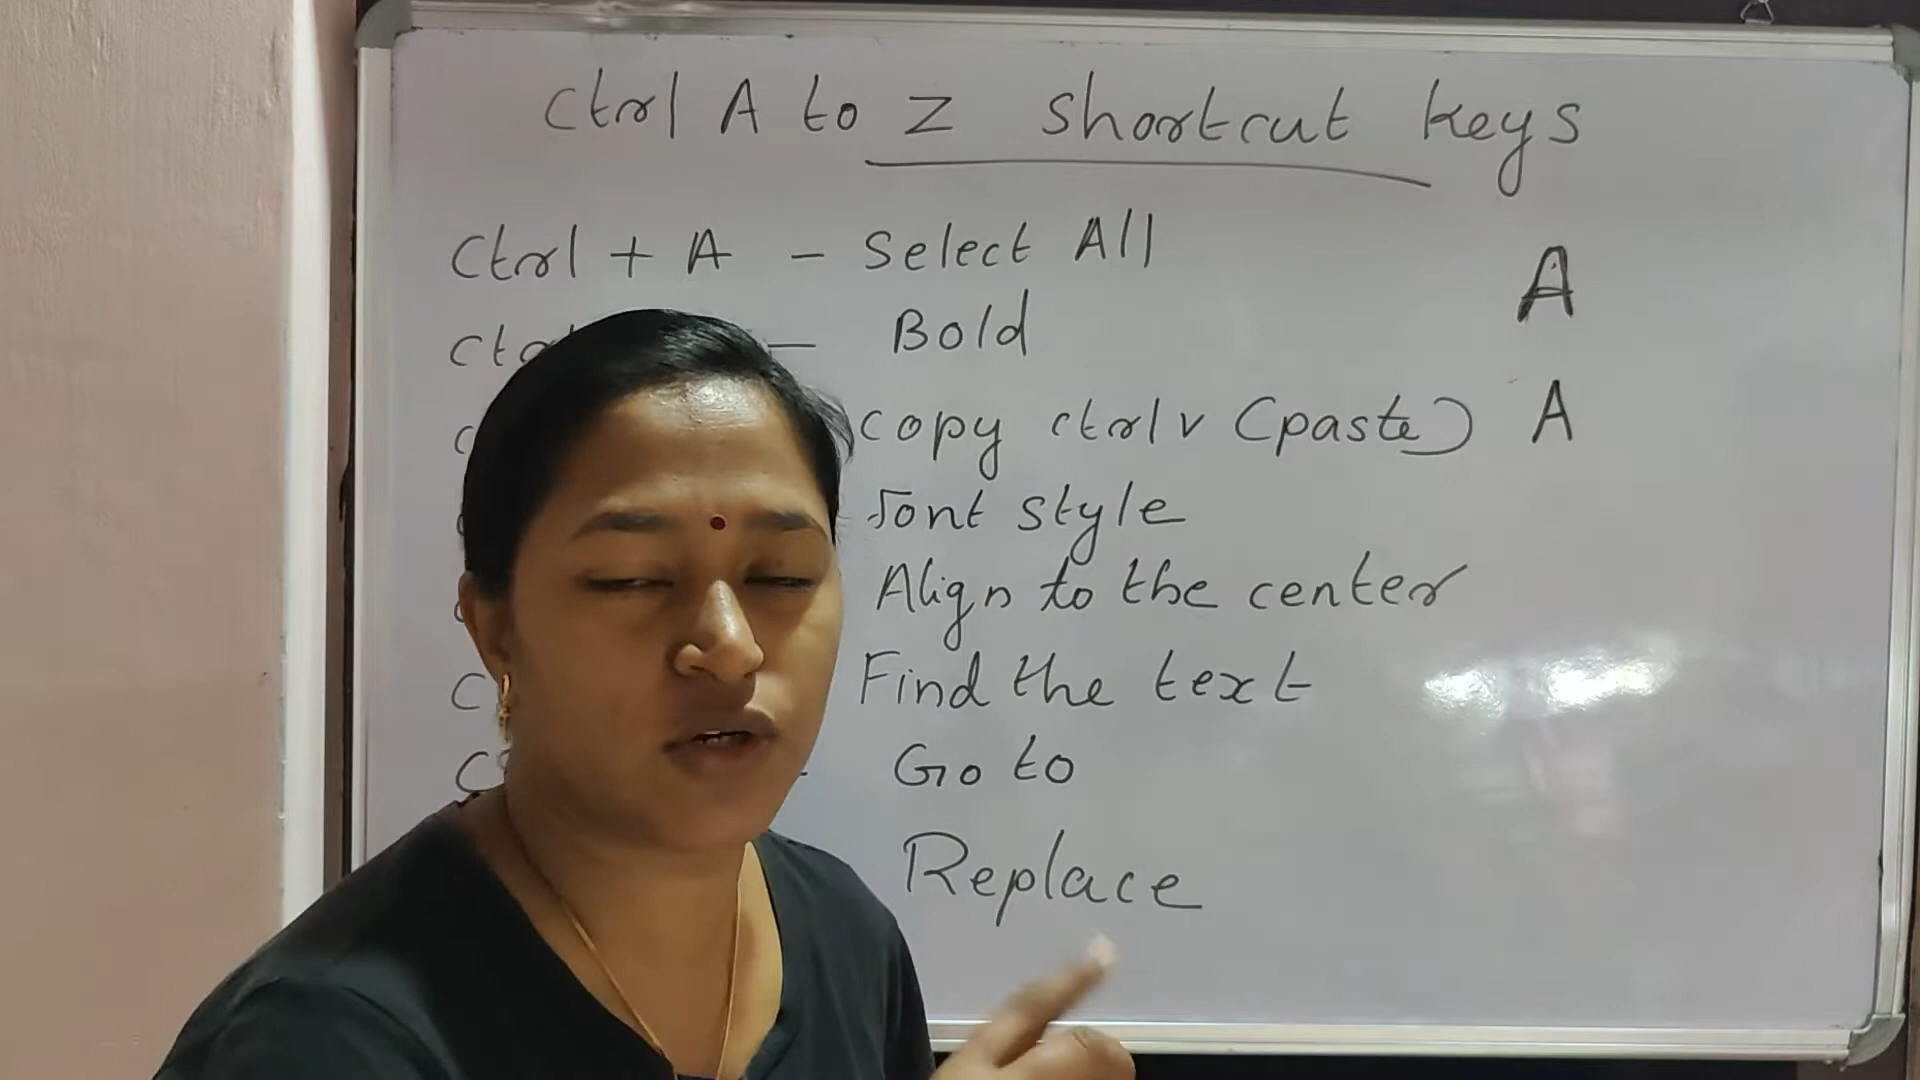 Ctrl A to Z shortcut keys
Ctrl + A - Select All
A
Bold
copy ctrl v (paste)
A
font style
Align to the center
Find the text
Go to
Replace